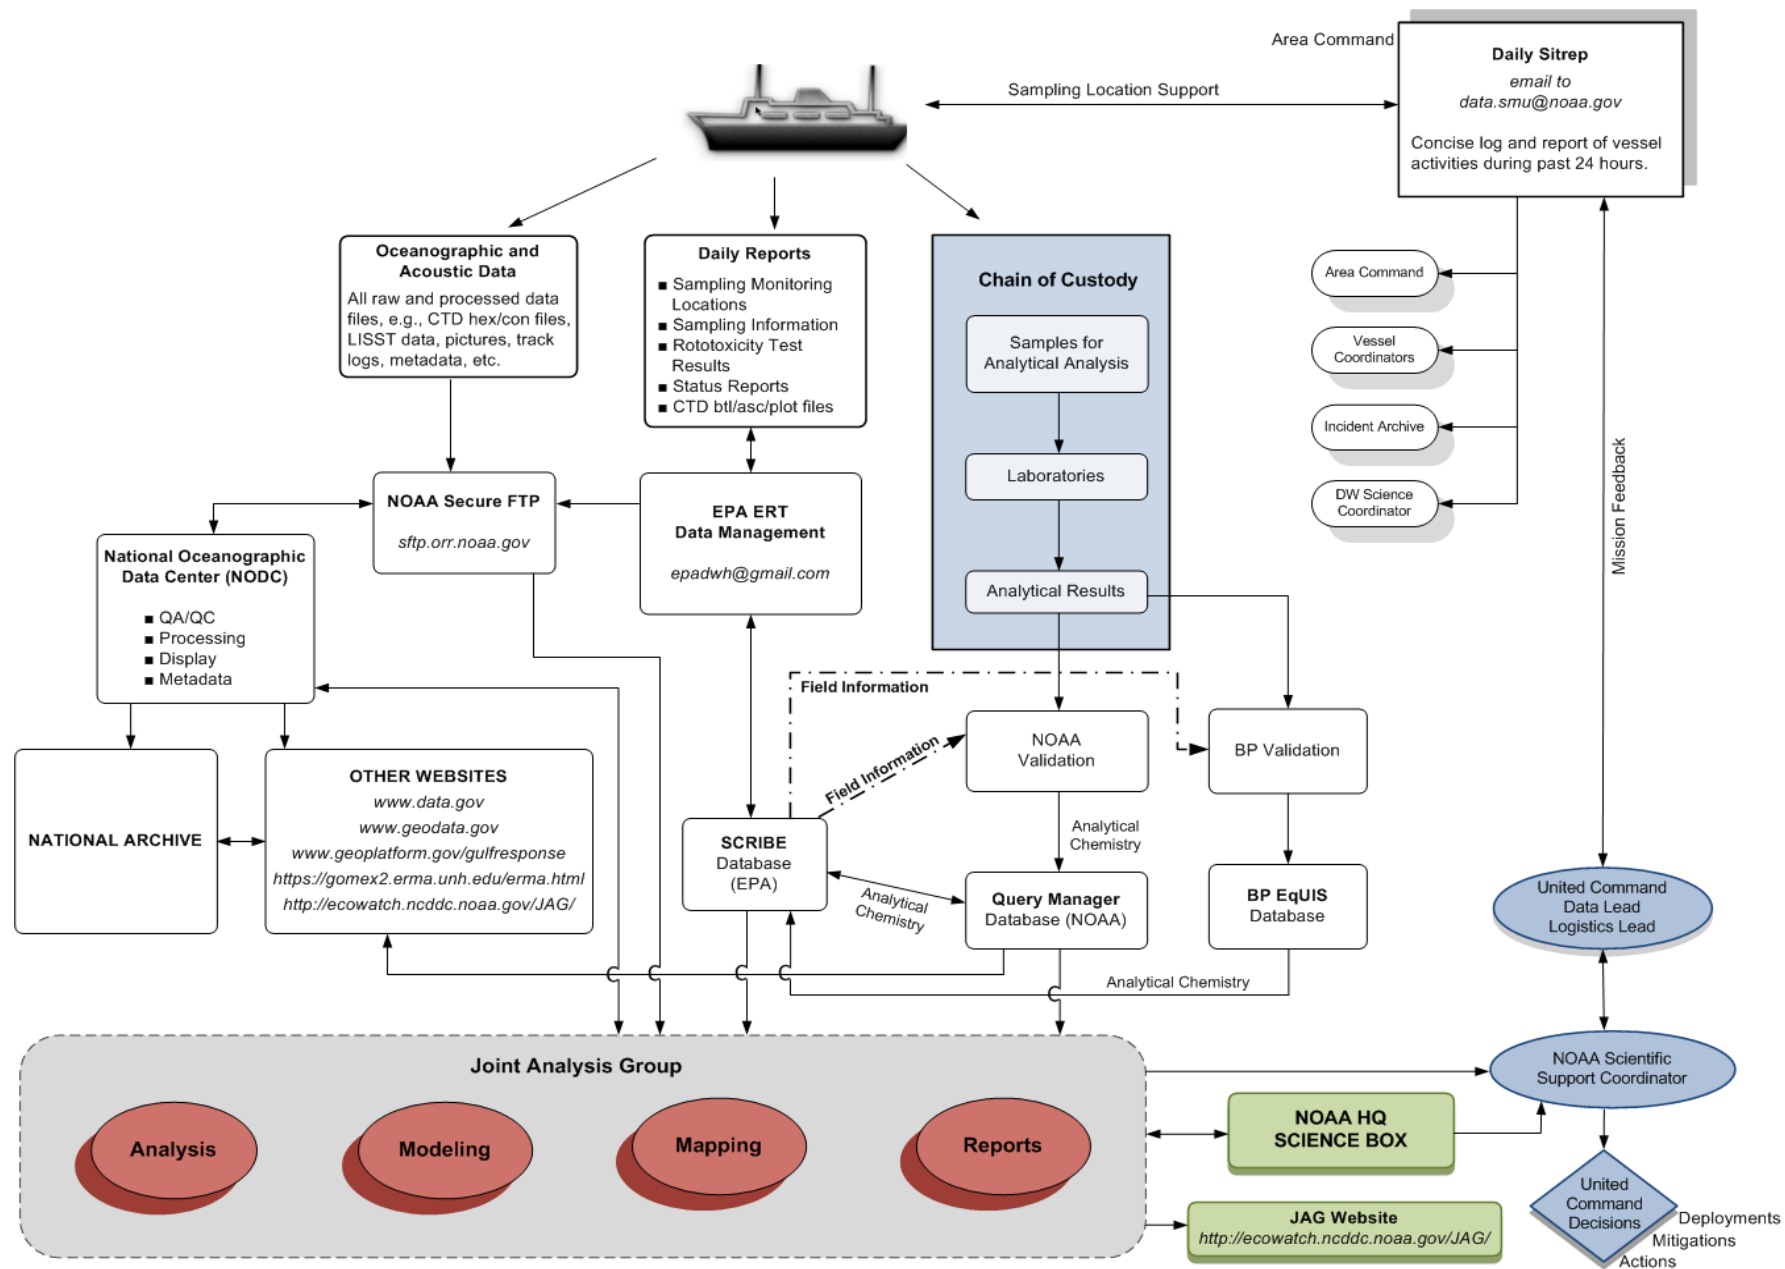 Area Command
Daily Sitrep
email to
data.smu@noaa.gov
Concise log and report of vessel
activities during past 24 hours.
Sampling Location Support
Oceanographic and
Acoustic Data
All raw and processed data
files, e.g., CTD hex/con files,
LISST data, pictures, track
logs, metadata, etc.
Daily Reports
■ Sampling Monitoring
Locations
■ Sampling Information
■ Rototoxicity Test
Results
■ Status Reports
■ CTD btl/asc/plot files
Chain of Custody
Samples for
Analytical Analysis
Laboratories
Analytical Results
Area Command
Vessel
Coordinators
Incident Archive
DW Science
Coordinator
Mission Feedback
NOAA Secure FTP
sftp.orr.noaa.gov
EPA ERT
Data Management
epadwh@gmail.com
National Oceanographic
Data Center (NODC)
■ QA/QC
■ Processing
■ Display
■ Metadata
Field Information
Field Information
NOAA
Validation
BP Validation
NATIONAL ARCHIVE
OTHER WEBSITES
www.data.gov
www.geodata.gov
www.geoplatform.gov/gulfresponse
https://gomex2.erma.unh.edu/erma.html
http://ecowatch.ncddc.noaa.gov/JAG/
SCRIBE
Database
(EPA)
Analytical
Chemistry
Analytical
Chemistry
Query Manager
Database (NOAA)
BP EqUIS
Database
Analytical Chemistry
United Command
Data Lead
Logistics Lead
NOAA Scientific
Support Coordinator
Joint Analysis Group
Analysis
Modeling
Mapping
Reports
NOAA HQ
SCIENCE BOX
JAG Website
http://ecowatch.ncddc.noaa.gov/JAG/
United
Command
Decisions
Deployments
Mitigations
Actions